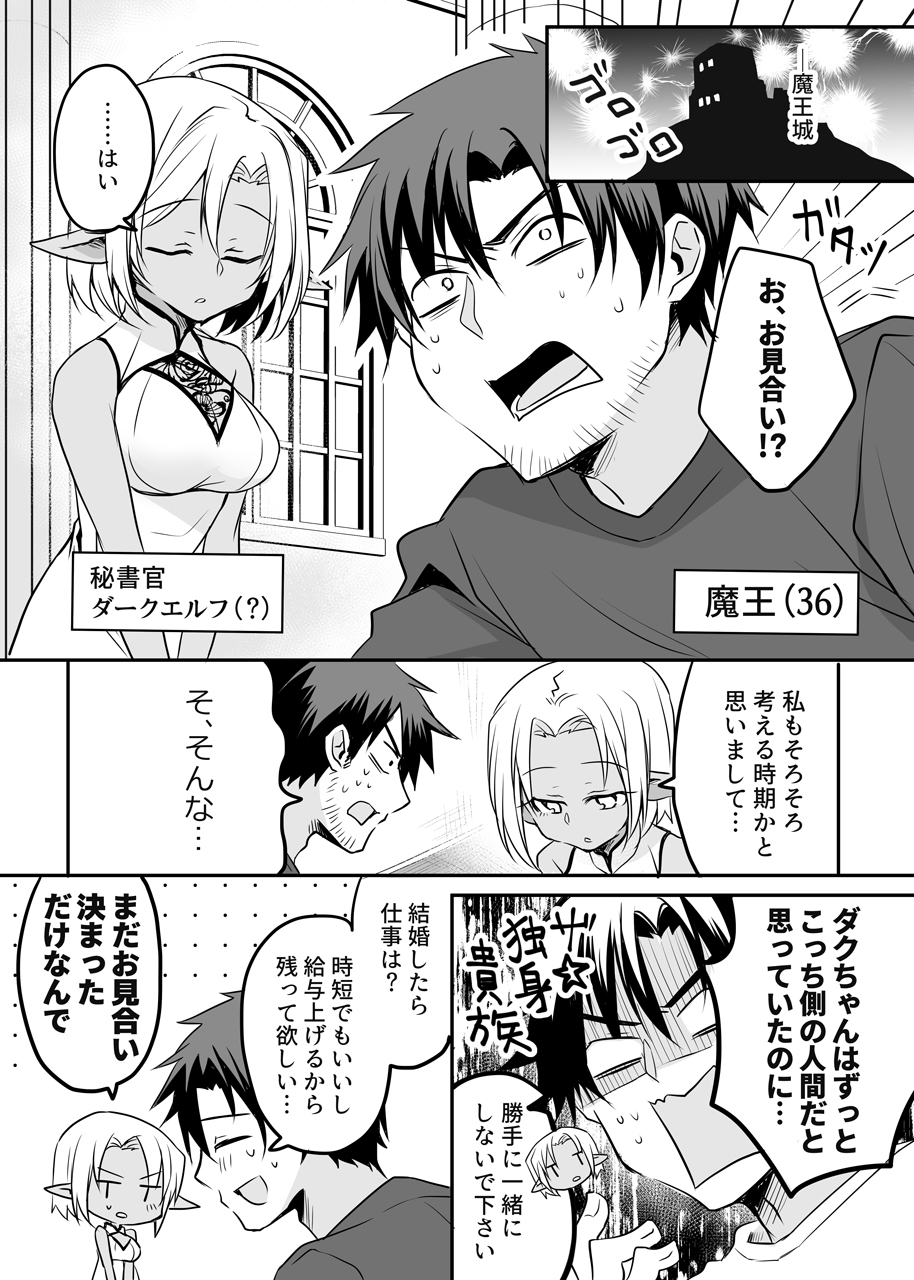 ―魔王城
ゴロ
ゴロ
ガタッ
お、お見合い!?
……はい
魔王（36）
秘書官
ダークエルフ（？）
私もそろそろ
考える時期かと
思いまして…
そ、そんな…
ダクちゃんはずっと
こっち側の人間だと
思っていたのに…
ザ☆
独身
貴族
勝手に一緒に
しないで下さい
結婚したら
仕事は？
時短でもいいし
給与上げるから
残って欲しい…
まだお見合い
決まった
だけなんで